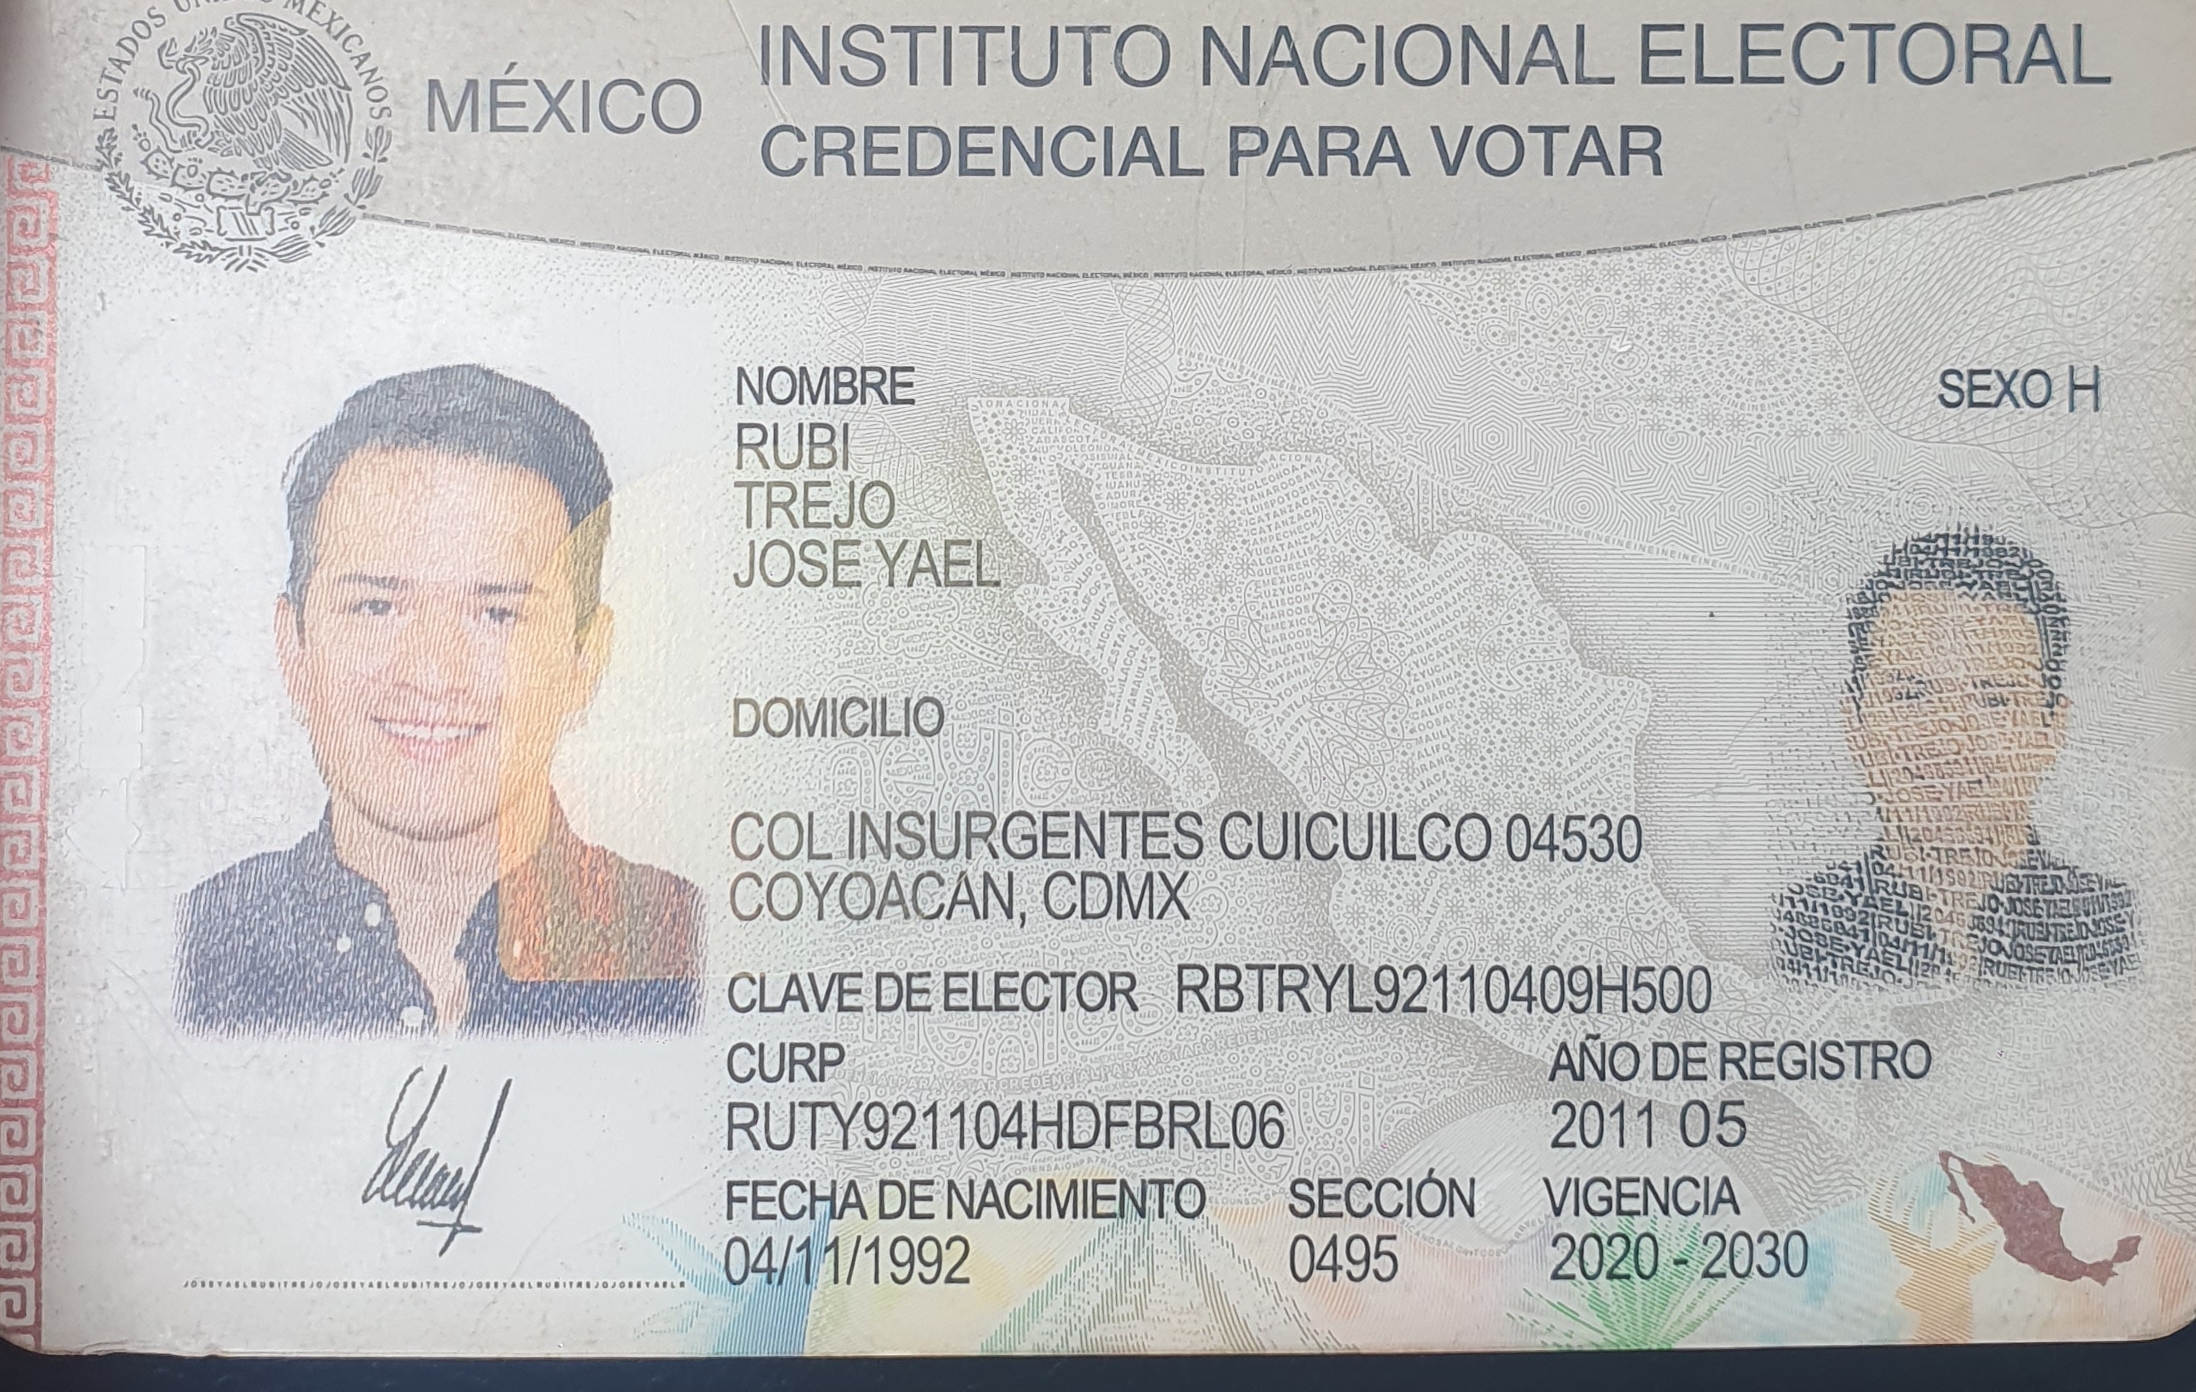 ESTADOS UNIDOS MEXICANOS
MÉXICO
INSTITUTO NACIONAL ELECTORAL
CREDENCIAL PARA VOTAR
NOMBRE
RUBI
TREJO
JOSE YAEL
SEXO H
DOMICILIO
COL INSURGENTES CUICUILCO 04530
COYOACÁN, CDMX
CLAVE DE ELECTOR RBTRYL92110409H500
CURP
RUTY921104HDFBRL06
AÑO DE REGISTRO
2011 05
FECHA DE NACIMIENTO
04/11/1992
SECCIÓN
0495
VIGENCIA
2020 - 2030